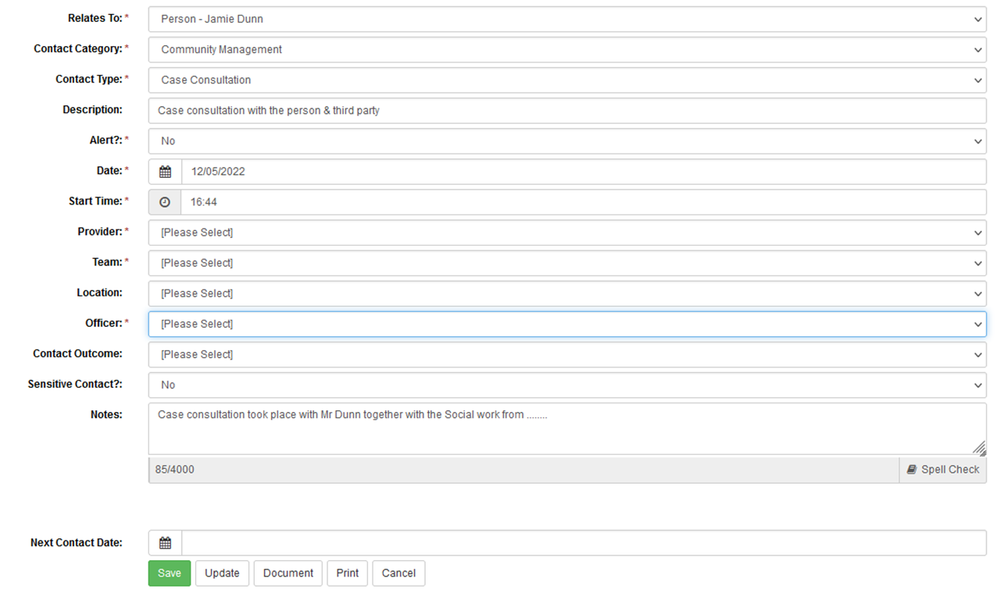 Relates To: * Person - Jamie Dunn
Contact Category: * Community Management
Contact Type: * Case Consultation
Description: Case consultation with the person & third party
Alert?: * No
Date: * 12/05/2022
Start Time: * 16:44
Provider: * [Please Select]
Team: * [Please Select]
Location: [Please Select]
Officer: * [Please Select]
Contact Outcome: [Please Select]
Sensitive Contact?: No
Notes: Case consultation took place with Mr Dunn together with the Social work from ........
85/4000 Spell Check
Next Contact Date:
Save Update Document Print Cancel